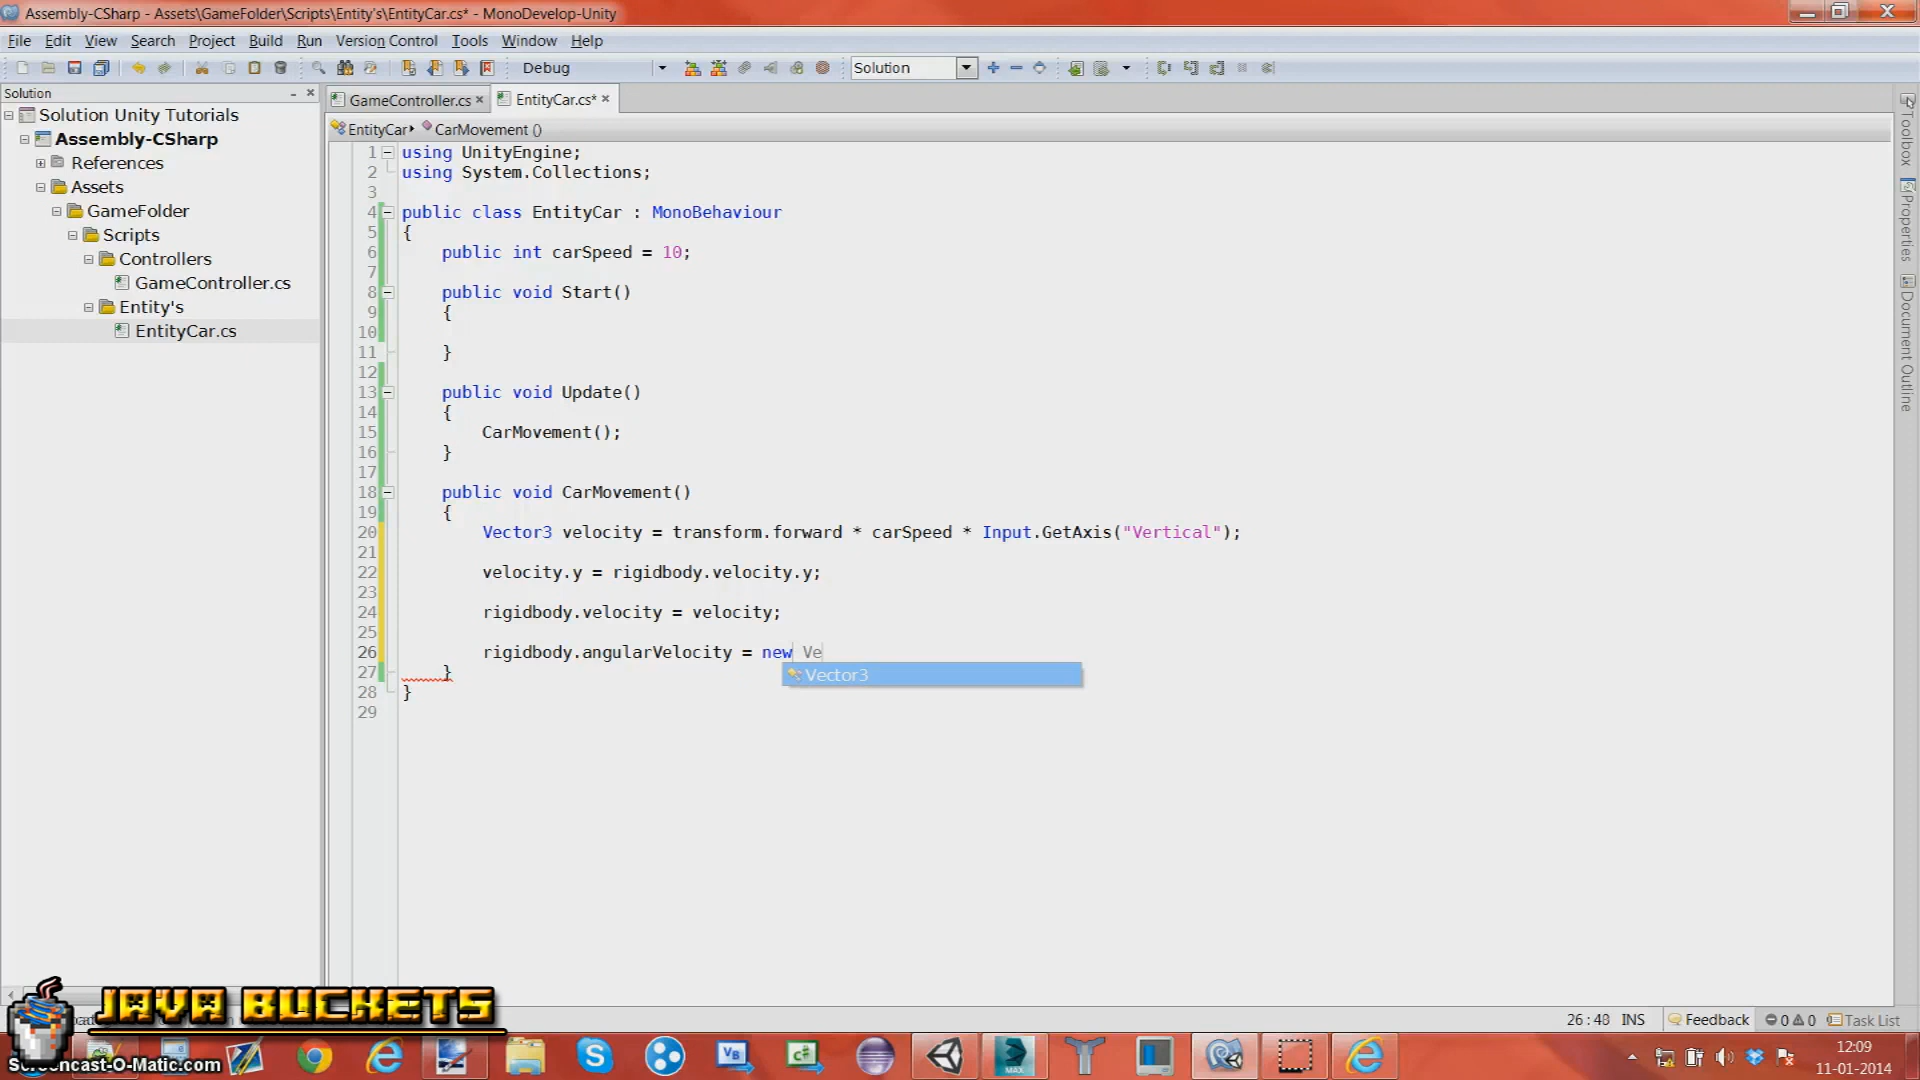 Assembly-CSharp - Assets\GameFolder\Scripts\Entity's\EntityCar.cs* - MonoDevelop-Unity
File Edit View Search Project Build Run Version Control Tools Window Help
Debug Solution
Solution
GameController.cs EntityCar.cs*
EntityCar CarMovement ()
Solution Unity Tutorials
Assembly-CSharp
References
Assets
GameFolder
Scripts
Controllers
GameController.cs
Entity's
EntityCar.cs
1 using UnityEngine;
2 using System.Collections;
3
4 public class EntityCar : MonoBehaviour
5 {
6 public int carSpeed = 10;
7
8 public void Start()
9 {
10
11 }
12
13 public void Update()
14 {
15 CarMovement();
16 }
17
18 public void CarMovement()
19 {
20 Vector3 velocity = transform.forward * carSpeed * Input.GetAxis("Vertical");
21
22 velocity.y = rigidbody.velocity.y;
23
24 rigidbody.velocity = velocity;
25
26 rigidbody.angularVelocity = new Ve
Vector3
27 }
28 }
29
Toolbox
Properties
Document Outline
JAVA BUCKETS
Screencast-O-Matic.com
26:48 INS Feedback 0 0 Task List
VB C# MAX
12:09
11-01-2014